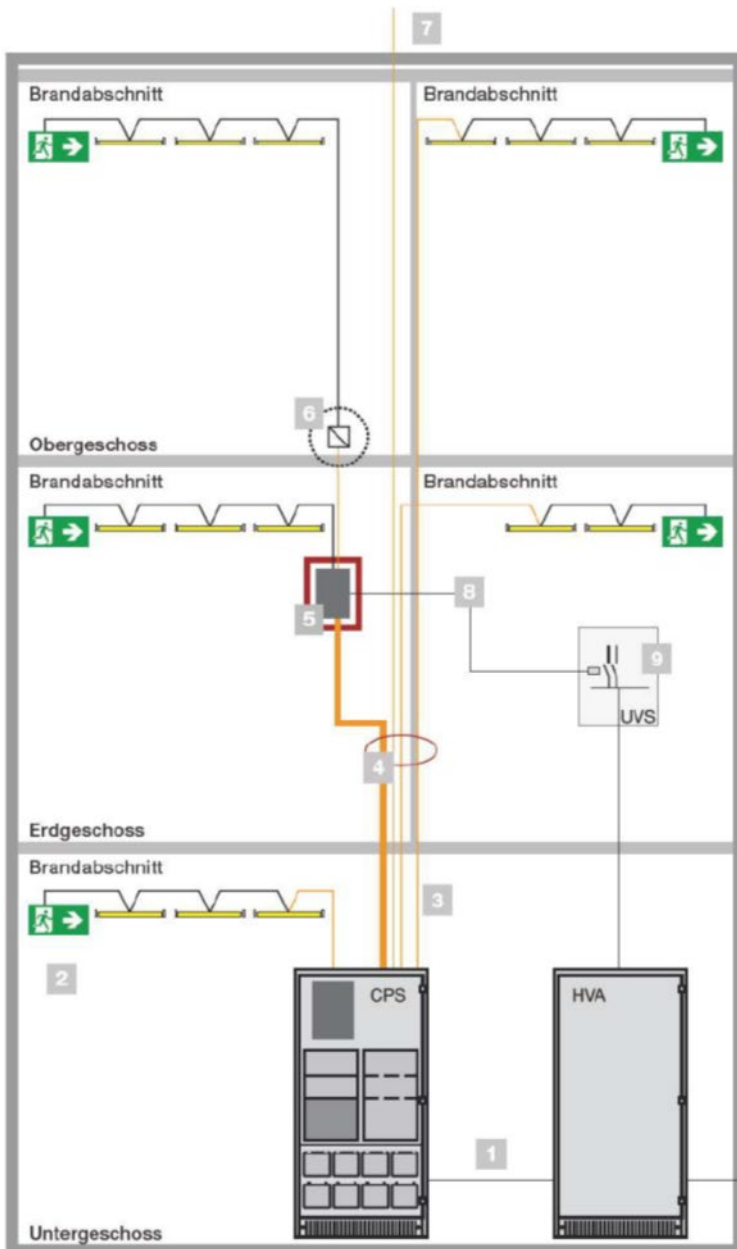 7
Brandabschnitt
Brandabschnitt
6
Obergeschoss
Brandabschnitt
Brandabschnitt
5
8
9
UVS
4
Erdgeschoss
Brandabschnitt
3
2
CPS
HVA
1
Untergeschoss